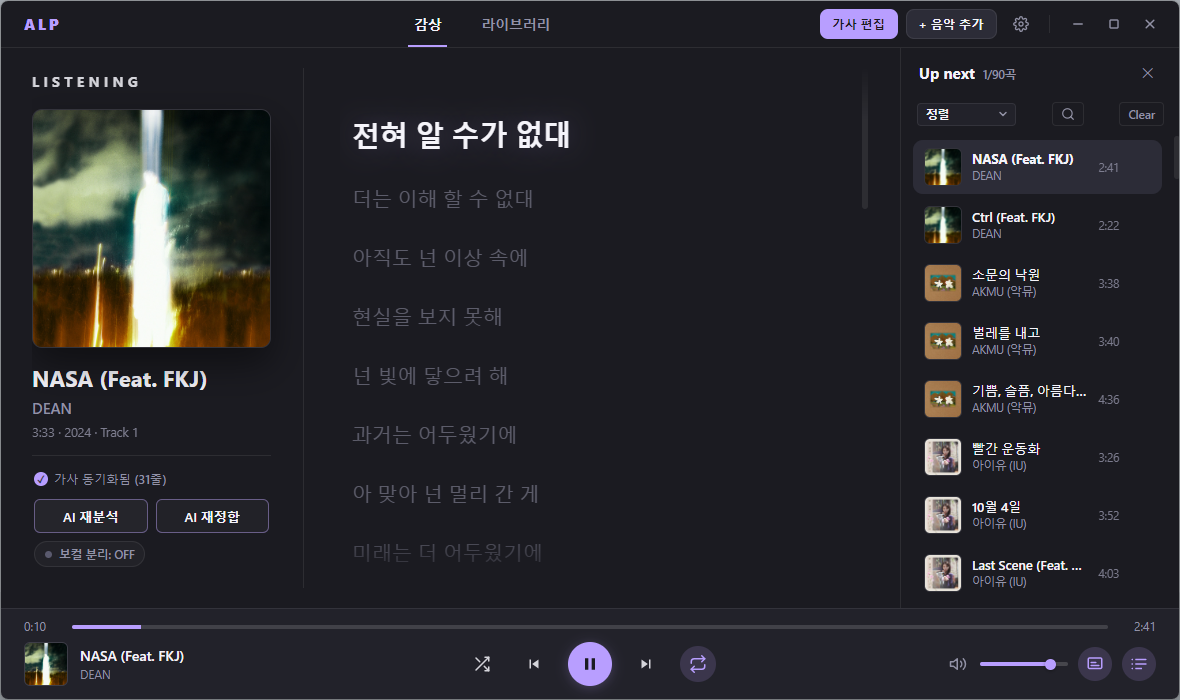 ALP
감상
라이브러리
가사 편집
+ 음악 추가
LISTENING
NASA (Feat. FKJ)
DEAN
3:33 · 2024 · Track 1
가사 동기화됨 (31줄)
AI 재분석
AI 재정합
보컬 분리: OFF
전혀 알 수가 없대
더는 이해 할 수 없대
아직도 넌 이상 속에
현실을 보지 못해
넌 빛에 닿으려 해
과거는 어두웠기에
아 맞아 넌 멀리 간 게
미래는 더 어두웠기에
Up next 1/90곡
정렬
Clear
NASA (Feat. FKJ)
DEAN
2:41
Ctrl (Feat. FKJ)
DEAN
2:22
소문의 낙원
AKMU (악뮤)
3:38
벌레를 내고
AKMU (악뮤)
3:40
기쁨, 슬픔, 아름다...
AKMU (악뮤)
4:36
빨간 운동화
아이유 (IU)
3:26
10월 4일
아이유 (IU)
3:52
Last Scene (Feat. ...
아이유 (IU)
4:03
0:10
2:41
NASA (Feat. FKJ)
DEAN